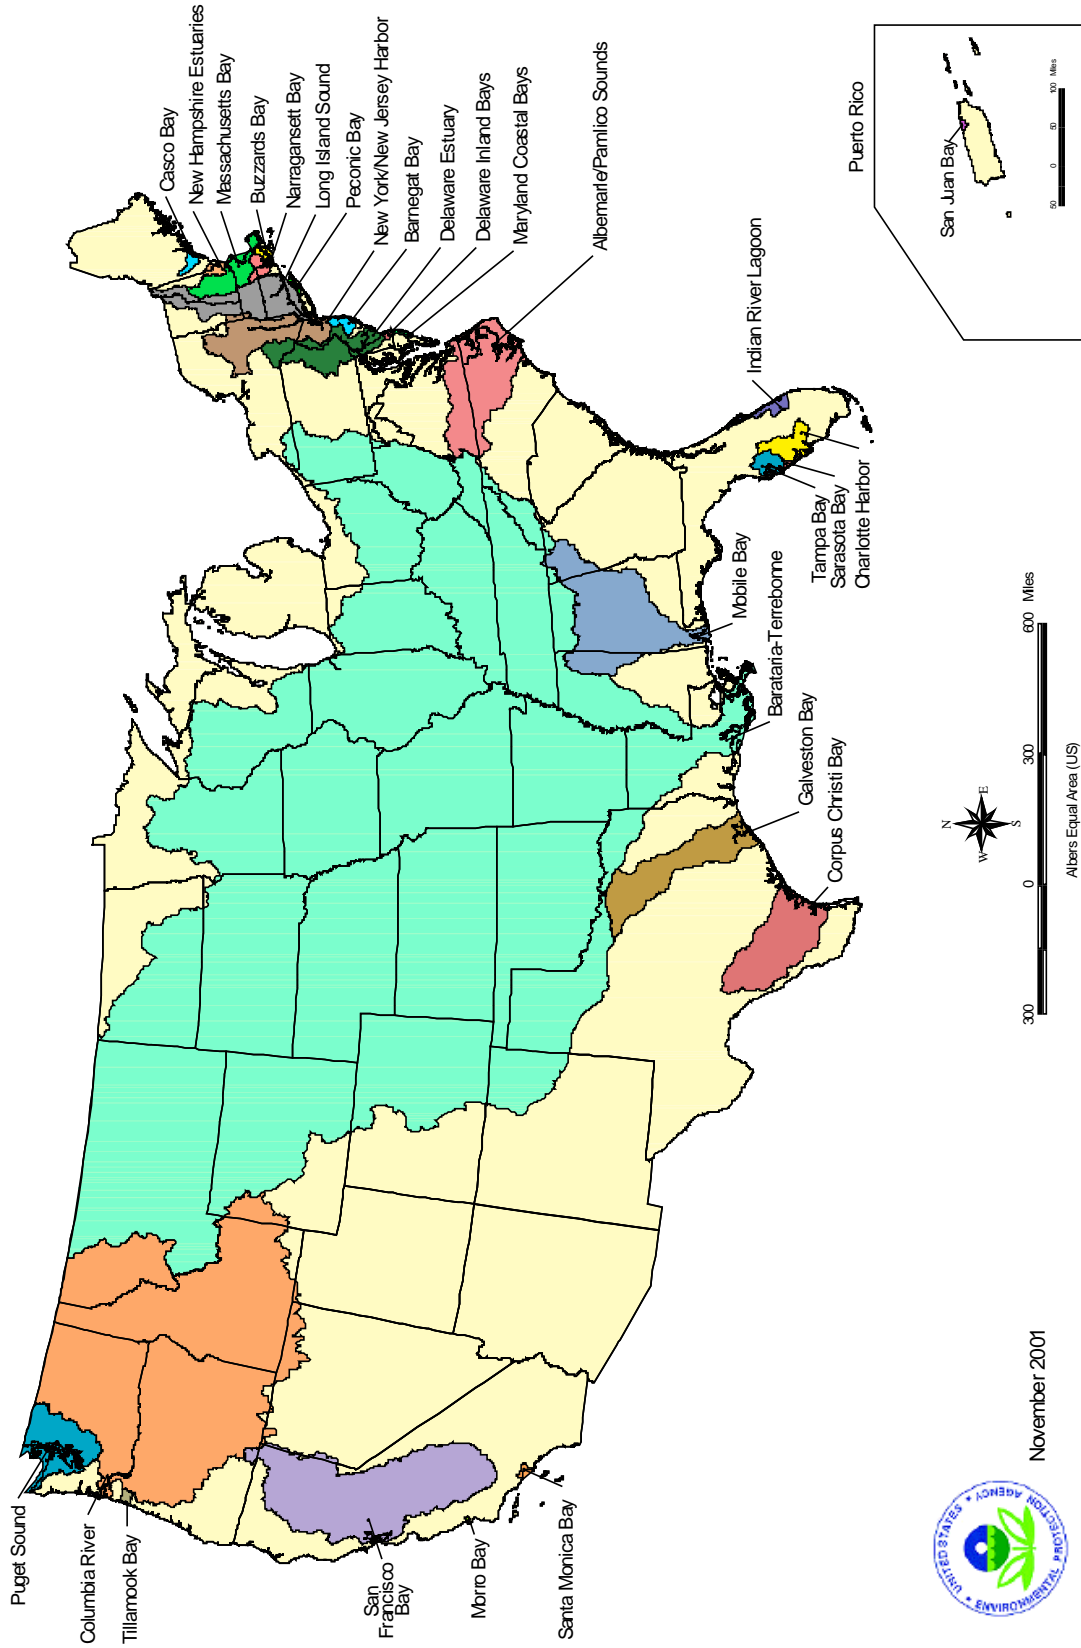 Puget Sound
Columbia River
Tillamook Bay
San
Francisco
Bay
Morro Bay
Santa Monica Bay
Casco Bay
New Hampshire Estuaries
Massachusetts Bay
Buzzards Bay
Narragansett Bay
Long Island Sound
Peconic Bay
New York/New Jersey Harbor
Barnegat Bay
Delaware Estuary
Delaware Inland Bays
Maryland Coastal Bays
Albemarle/Pamlico Sounds
Indian River Lagoon
Tampa Bay
Sarasota Bay
Charlotte Harbor
Mobile Bay
Barataria-Terrebonne
Galveston Bay
Corpus Christi Bay
Puerto Rico
San Juan Bay
50 0 50 100 Miles
N
W E
S
300 0 300 600 Miles
Albers Equal Area (US)
November 2001
UNITED STATES
ENVIRONMENTAL PROTECTION AGENCY